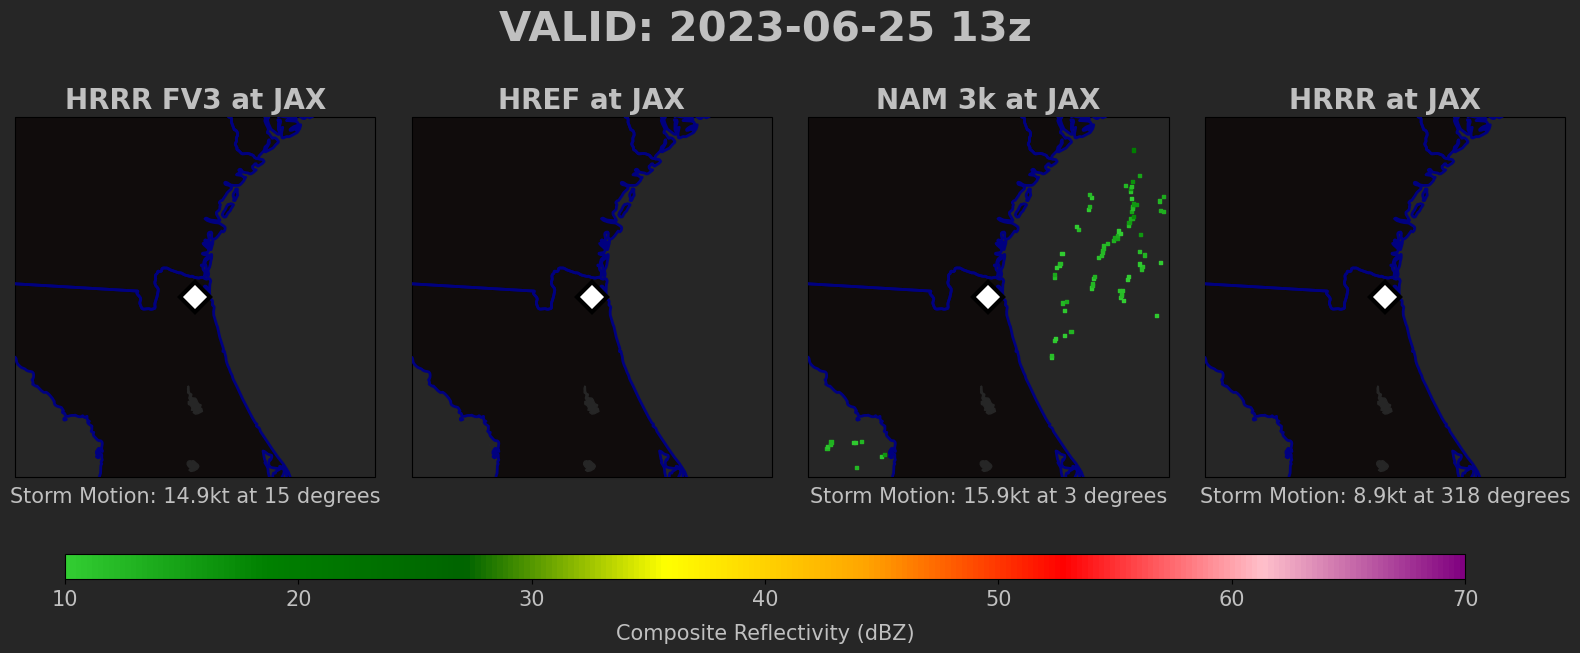 VALID: 2023-06-25 13z
HRRR FV3 at JAX
HREF at JAX
NAM 3k at JAX
HRRR at JAX
Storm Motion: 14.9kt at 15 degrees
Storm Motion: 15.9kt at 3 degrees
Storm Motion: 8.9kt at 318 degrees
10 20 30 40 50 60 70
Composite Reflectivity (dBZ)